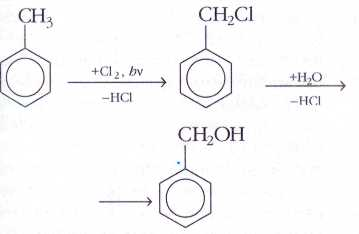 CH₃
CH₂Cl
+Cl₂, hν
−HCl
+H₂O
−HCl
CH₂OH